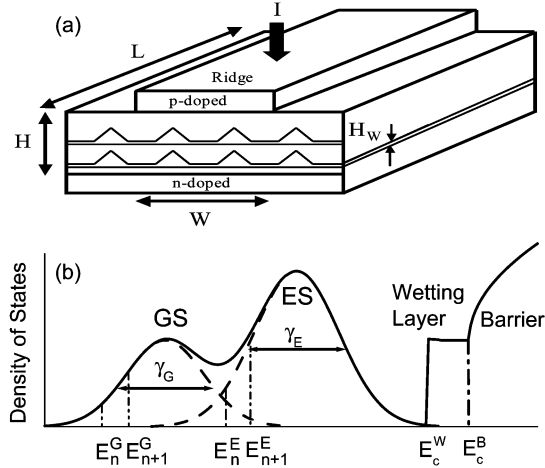 (a)
L
I
Ridge
p-doped
H
H_W
n-doped
W
(b)
Density of States
GS
ES
Wetting
Layer
Barrier
γ_G
γ_E
E_n^G E_{n+1}^G E_n^E E_{n+1}^E E_c^W E_c^B